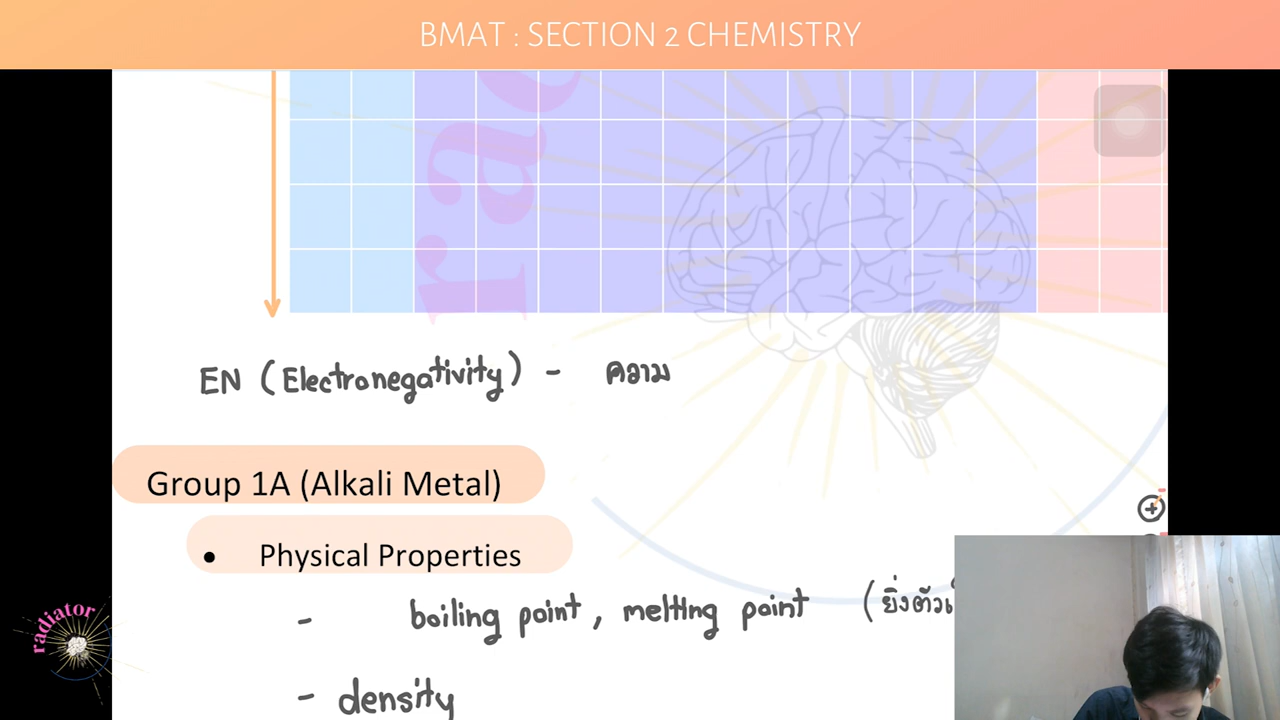 BMAT : SECTION 2 CHEMISTRY
rad
EN (Electronegativity) - ความ
Group 1A (Alkali Metal)
• Physical Properties
- boiling point, melting point (ยิ่งตัว
- density
radiator